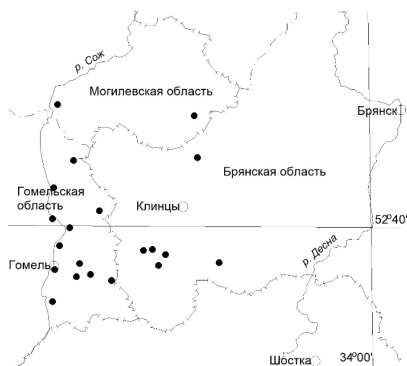 р. Сож
Могилевская область
Брянск
Брянская область
Гомельская
область
Клинцы
52°40'
р. Десна
Гомель
Шостка
34°00'